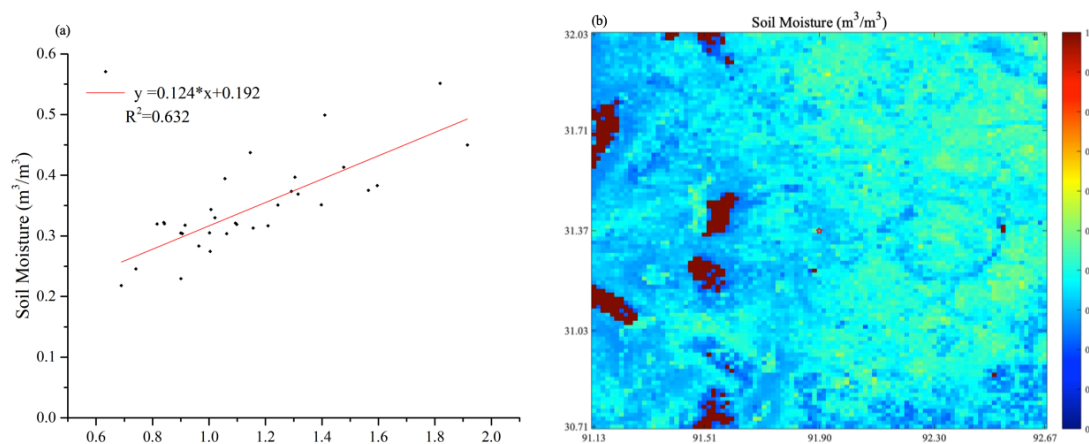 (a)
0.6
0.5
0.4
0.3
0.2
0.1
0.0
Soil Moisture (m³/m³)
y =0.124*x+0.192
R²=0.632
0.6 0.8 1.0 1.2 1.4 1.6 1.8 2.0
(b)
Soil Moisture (m³/m³)
32.03
31.71
31.37
31.03
30.71
91.13 91.51 91.90 92.30 92.67